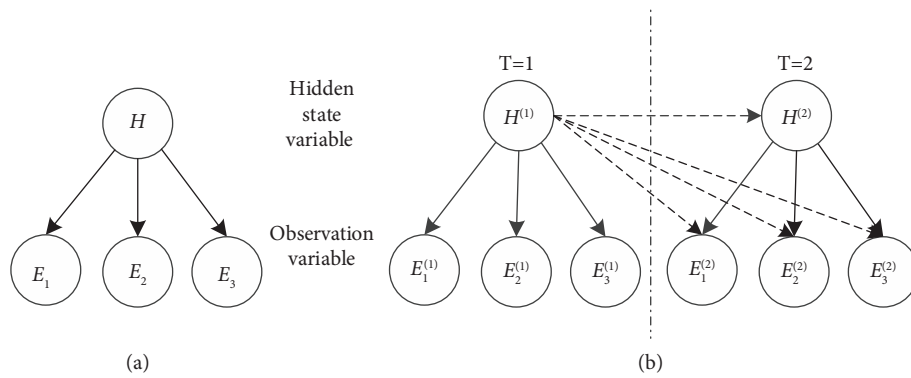 T=1
T=2
Hidden
state
variable
H
H⁽¹⁾
H⁽²⁾
Observation
variable
E₁
E₂
E₃
E₁⁽¹⁾
E₂⁽¹⁾
E₃⁽¹⁾
E₁⁽²⁾
E₂⁽²⁾
E₃⁽²⁾
(a)
(b)